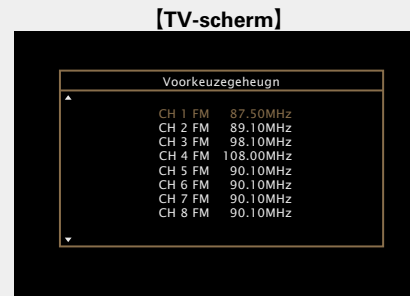 【TV-scherm】
Voorkeuzegeheugn
CH 1 FM 87.50MHz
CH 2 FM 89.10MHz
CH 3 FM 98.10MHz
CH 4 FM 108.00MHz
CH 5 FM 90.10MHz
CH 6 FM 90.10MHz
CH 7 FM 90.10MHz
CH 8 FM 90.10MHz